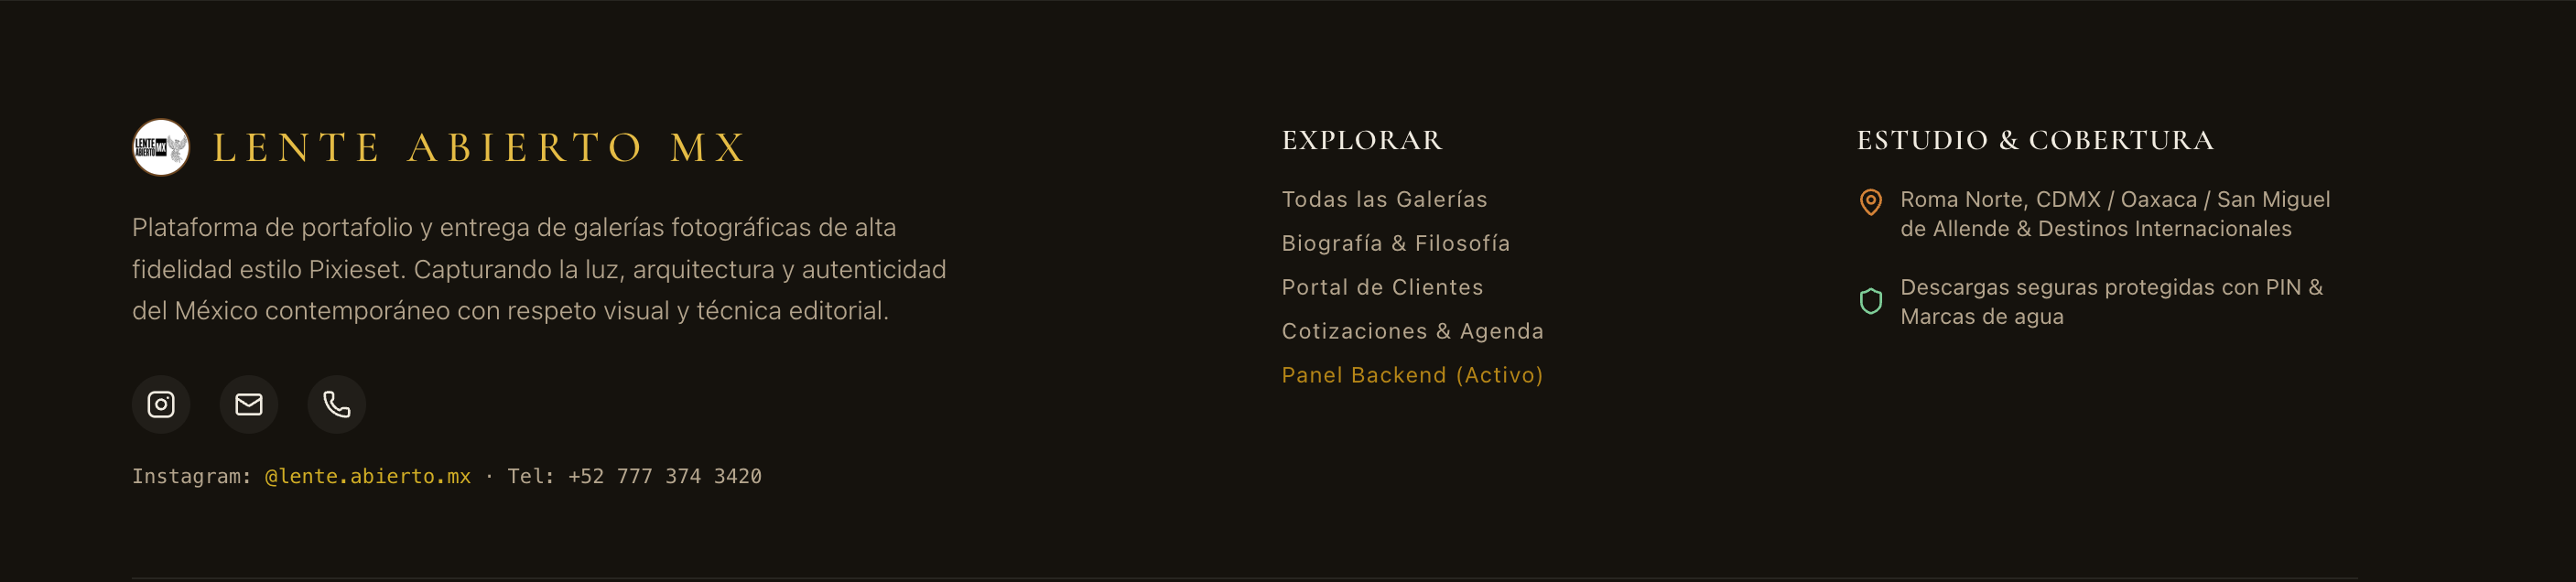 LENTE ABIERTO MX
LENTE ABIERTO MX
Plataforma de portafolio y entrega de galerías fotográficas de alta
fidelidad estilo Pixieset. Capturando la luz, arquitectura y autenticidad
del México contemporáneo con respeto visual y técnica editorial.
Instagram: @lente.abierto.mx · Tel: +52 777 374 3420
EXPLORAR
Todas las Galerías
Biografía & Filosofía
Portal de Clientes
Cotizaciones & Agenda
Panel Backend (Activo)
ESTUDIO & COBERTURA
Roma Norte, CDMX / Oaxaca / San Miguel
de Allende & Destinos Internacionales
Descargas seguras protegidas con PIN &
Marcas de agua